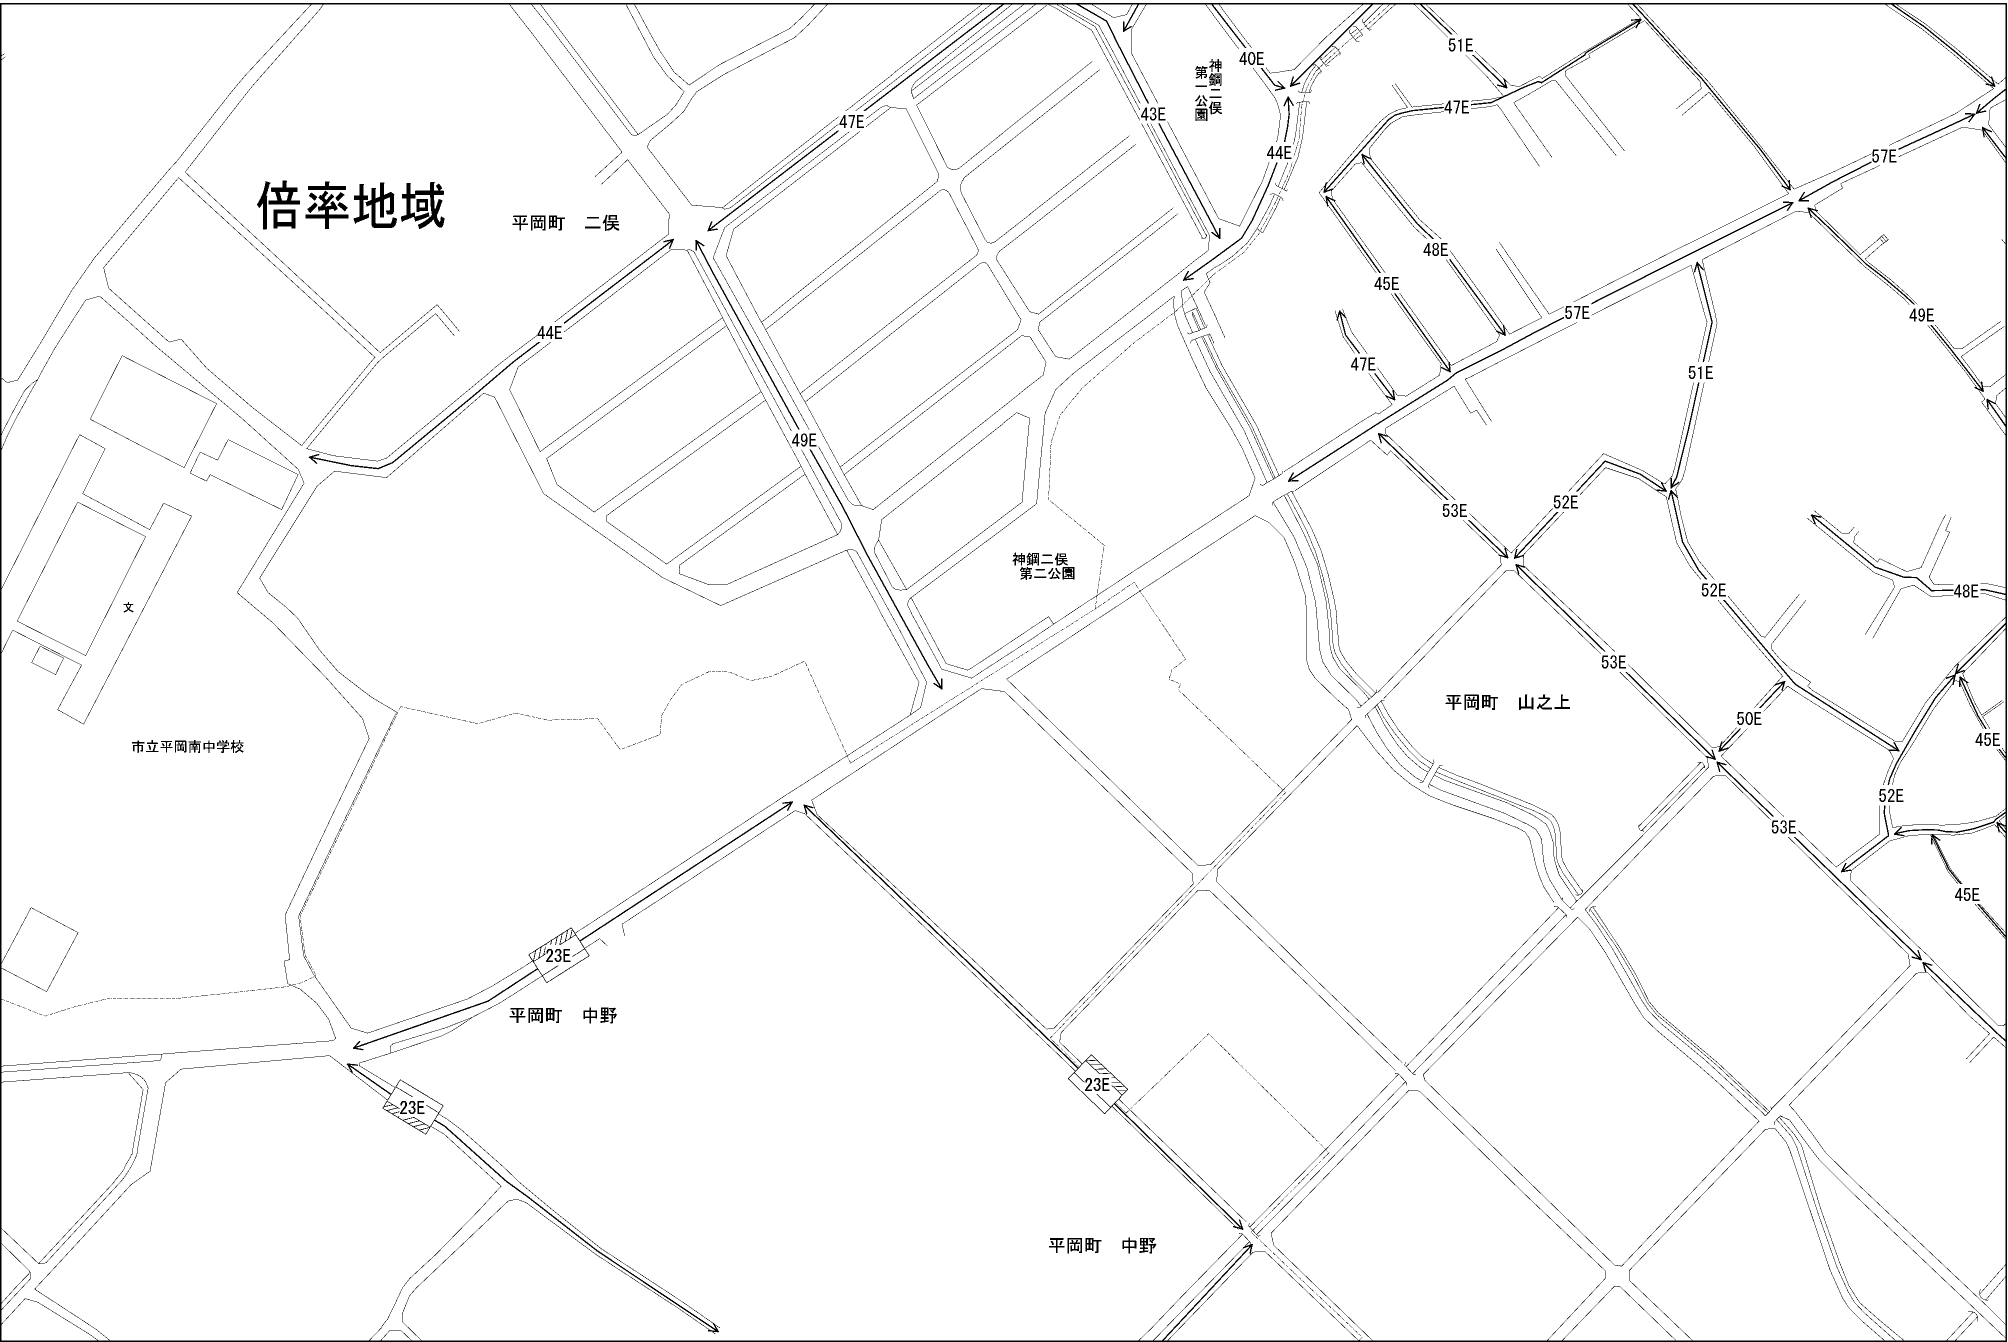 51E
40E
神鋼二俣
第一公園
47E
43E
47E
44E
57E
倍率地域
平岡町　二俣
48E
45E
57E
49E
44E
47E
51E
49E
52E
53E
神鋼二俣
第二公園
52E
48E
文
53E
平岡町　山之上
50E
45E
市立平岡南中学校
52E
53E
45E
23E
平岡町　中野
23E
23E
平岡町　中野